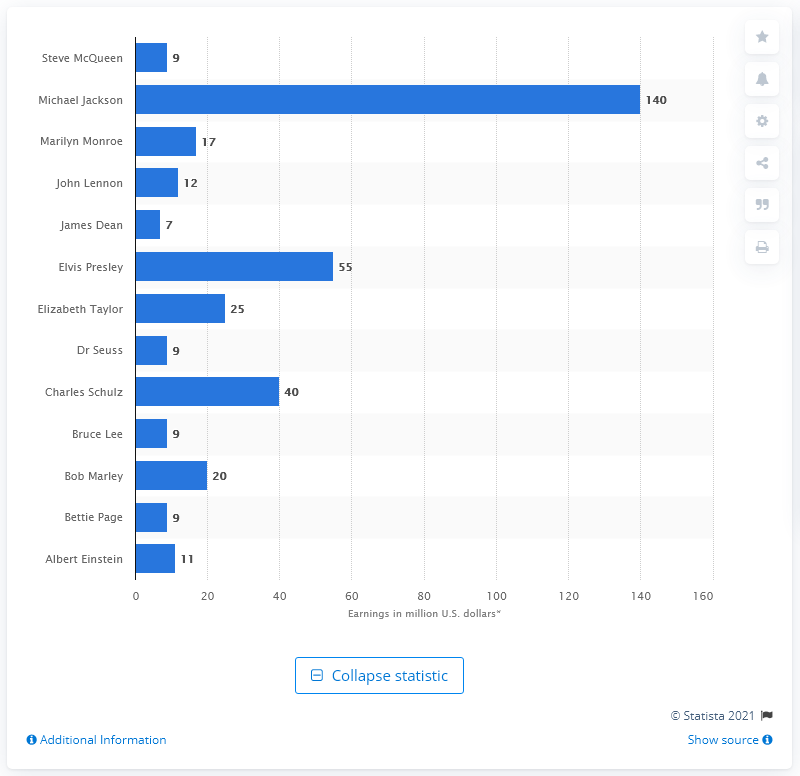 Steve McQueen 9
Michael Jackson 140
Marilyn Monroe 17
John Lennon 12
James Dean 7
Elvis Presley 55
Elizabeth Taylor 25
Dr Seuss 9
Charles Schulz 40
Bruce Lee 9
Bob Marley 20
Bettie Page 9
Albert Einstein 11
0 20 40 60 80 100 120 140 160
Earnings in million U.S. dollars*
Collapse statistic
© Statista 2021
Additional Information Show source